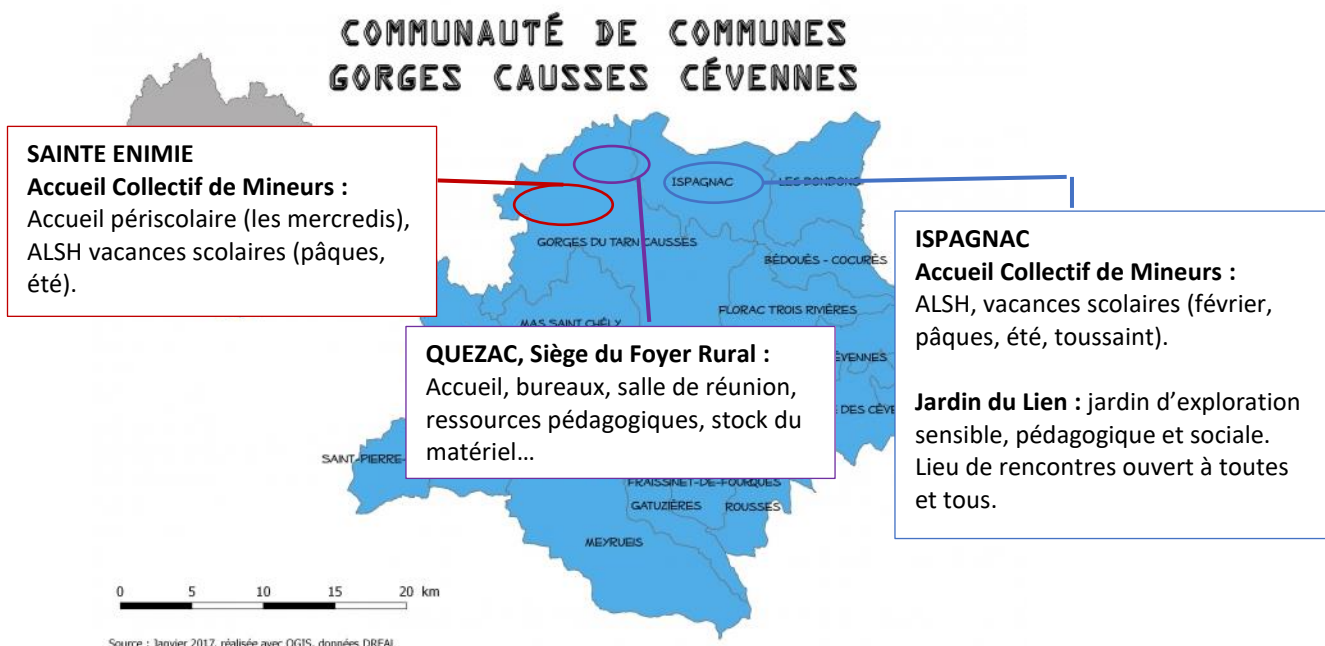 COMMUNAUTÉ DE COMMUNES
GORGES CAUSSES CÉVENNES
SAINTE ENIMIE
Accueil Collectif de Mineurs :
Accueil périscolaire (les mercredis),
ALSH vacances scolaires (pâques,
été).
ISPAGNAC
LES BONDONS
GORGES DU TARN CAUSSES
BÉDOUÈS - COCURÈS
FLORAC TROIS RIVIÈRES
MAS SAINT CHÉLY
ISPAGNAC
Accueil Collectif de Mineurs :
ALSH, vacances scolaires (février,
pâques, été, toussaint).
Jardin du Lien : jardin d’exploration
sensible, pédagogique et sociale.
Lieu de rencontres ouvert à toutes
et tous.
QUEZAC, Siège du Foyer Rural :
Accueil, bureaux, salle de réunion,
ressources pédagogiques, stock du
matériel…
SAINT-PIERRE-
FRAISSINET-DE-FOURQUES
GATUZIÈRES
ROUSSES
MEYRUEIS
0 5 10 15 20 km
Source : Janvier 2017, réalisée avec QGIS, données DREAL